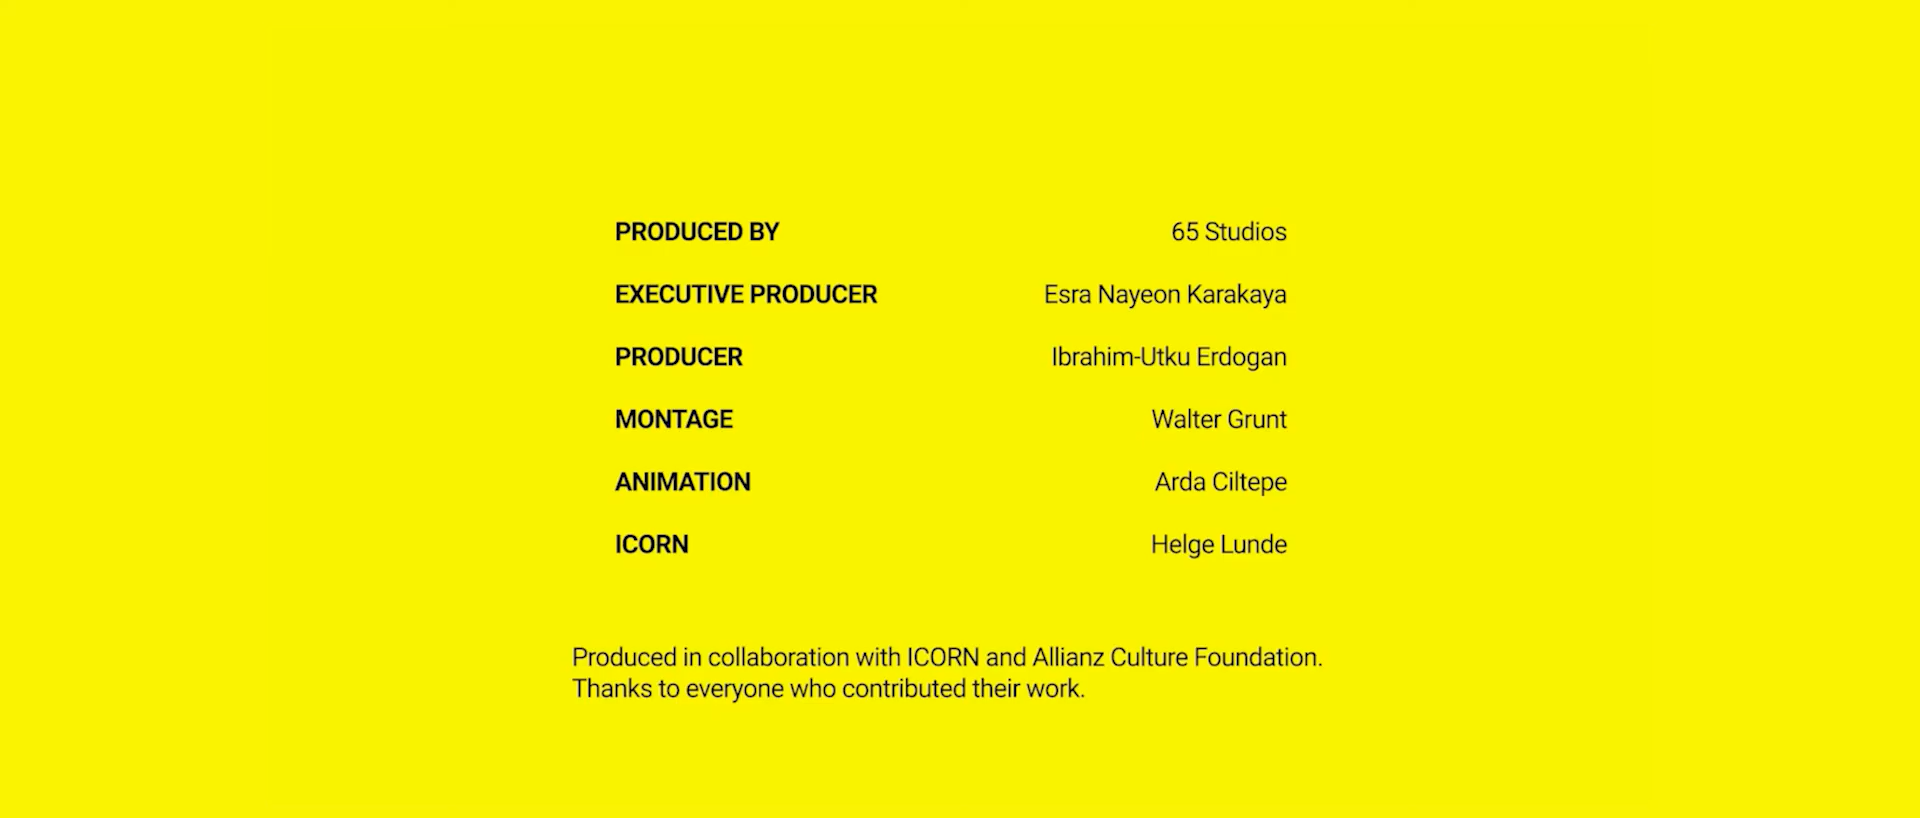 PRODUCED BY 65 Studios
EXECUTIVE PRODUCER Esra Nayeon Karakaya
PRODUCER Ibrahim-Utku Erdogan
MONTAGE Walter Grunt
ANIMATION Arda Ciltepe
ICORN Helge Lunde
Produced in collaboration with ICORN and Allianz Culture Foundation.
Thanks to everyone who contributed their work.